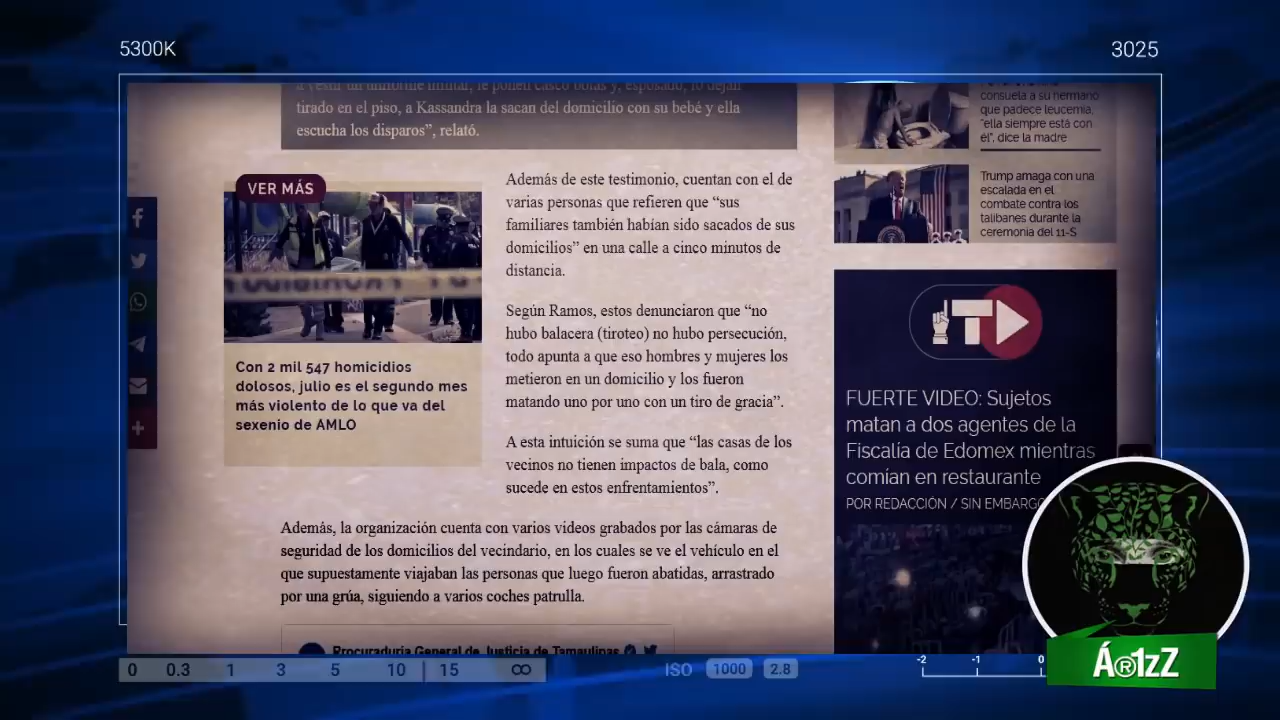 5300K
3025
a vestir un uniforme militar, le ponen casco botas y, esposado, lo dejan
tirado en el piso, a Kassandra la sacan del domicilio con su bebé y ella
escucha los disparos”, relató.
VER MÁS
Con 2 mil 547 homicidios
dolosos, julio es el segundo mes
más violento de lo que va del
sexenio de AMLO
Además de este testimonio, cuentan con el de
varias personas que refieren que “sus
familiares también habían sido sacados de sus
domicilios” en una calle a cinco minutos de
distancia.
Según Ramos, estos denunciaron que “no
hubo balacera (tiroteo) no hubo persecución,
todo apunta a que eso hombres y mujeres los
metieron en un domicilio y los fueron
matando uno por uno con un tiro de gracia”.
A esta intuición se suma que “las casas de los
vecinos no tienen impactos de bala, como
sucede en estos enfrentamientos”.
Además, la organización cuenta con varios videos grabados por las cámaras de
seguridad de los domicilios del vecindario, en los cuales se ve el vehículo en el
que supuestamente viajaban las personas que luego fueron abatidas, arrastrado
por una grúa, siguiendo a varios coches patrulla.
Procuraduría General de Justicia de Tamaulipas
consuela a su hermano
que padece leucemia,
"ella siempre está con
él", dice la madre
Trump amaga con una
escalada en el
combate contra los
talibanes durante la
ceremonia del 11-S
T
FUERTE VIDEO: Sujetos
matan a dos agentes de la
Fiscalía de Edomex mientras
comían en restaurante
POR REDACCIÓN / SIN EMBARGO
0 0.3 1 3 5 10 15 ∞
ISO 1000 2.8
-2 -1 0
Á®1zZ